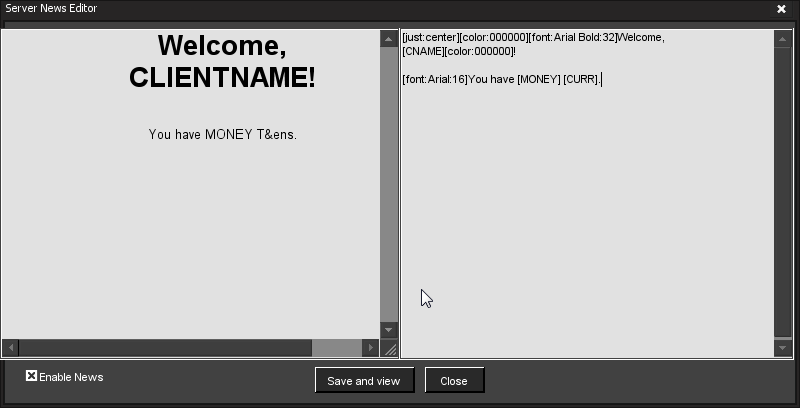 Server News Editor
Welcome,
CLIENTNAME!
You have MONEY T&ens.
[just:center][color:000000][font:Arial Bold:32]Welcome,
[CNAME][color:000000]!
[font:Arial:16]You have [MONEY] [CURR].
Enable News
Save and view
Close